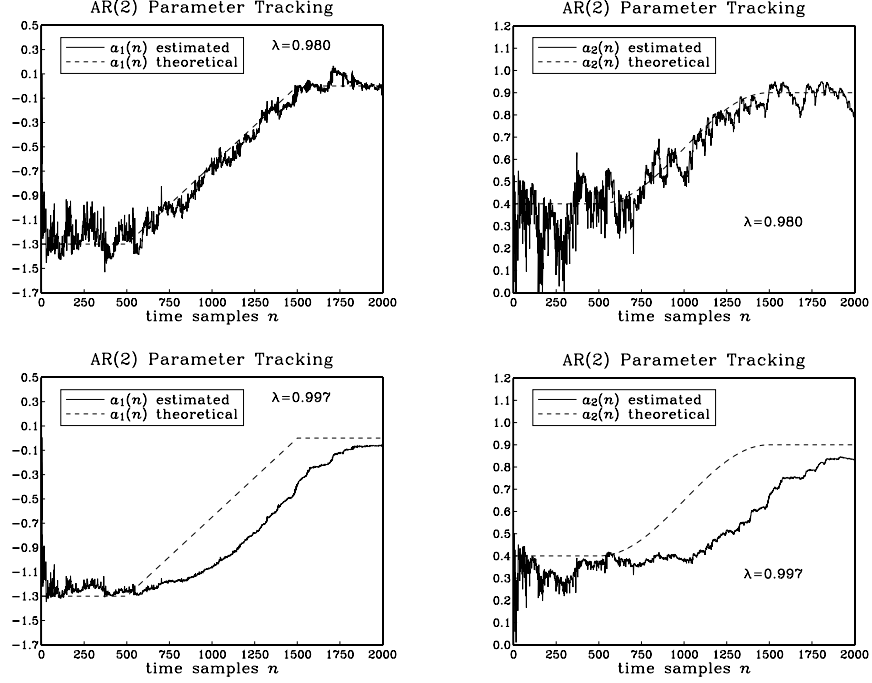 AR(2) Parameter Tracking
0.5
0.3
0.1
−0.1
−0.3
−0.5
−0.7
−0.9
−1.1
−1.3
−1.5
−1.7
a₁(n) estimated
a₁(n) theoretical
λ=0.980
0 250 500 750 1000 1250 1500 1750 2000
time samples n
AR(2) Parameter Tracking
1.2
1.1
1.0
0.9
0.8
0.7
0.6
0.5
0.4
0.3
0.2
0.1
0.0
a₂(n) estimated
a₂(n) theoretical
λ=0.980
0 250 500 750 1000 1250 1500 1750 2000
time samples n
AR(2) Parameter Tracking
0.5
0.3
0.1
−0.1
−0.3
−0.5
−0.7
−0.9
−1.1
−1.3
−1.5
−1.7
a₁(n) estimated
a₁(n) theoretical
λ=0.997
0 250 500 750 1000 1250 1500 1750 2000
time samples n
AR(2) Parameter Tracking
1.2
1.1
1.0
0.9
0.8
0.7
0.6
0.5
0.4
0.3
0.2
0.1
0.0
a₂(n) estimated
a₂(n) theoretical
λ=0.997
0 250 500 750 1000 1250 1500 1750 2000
time samples n